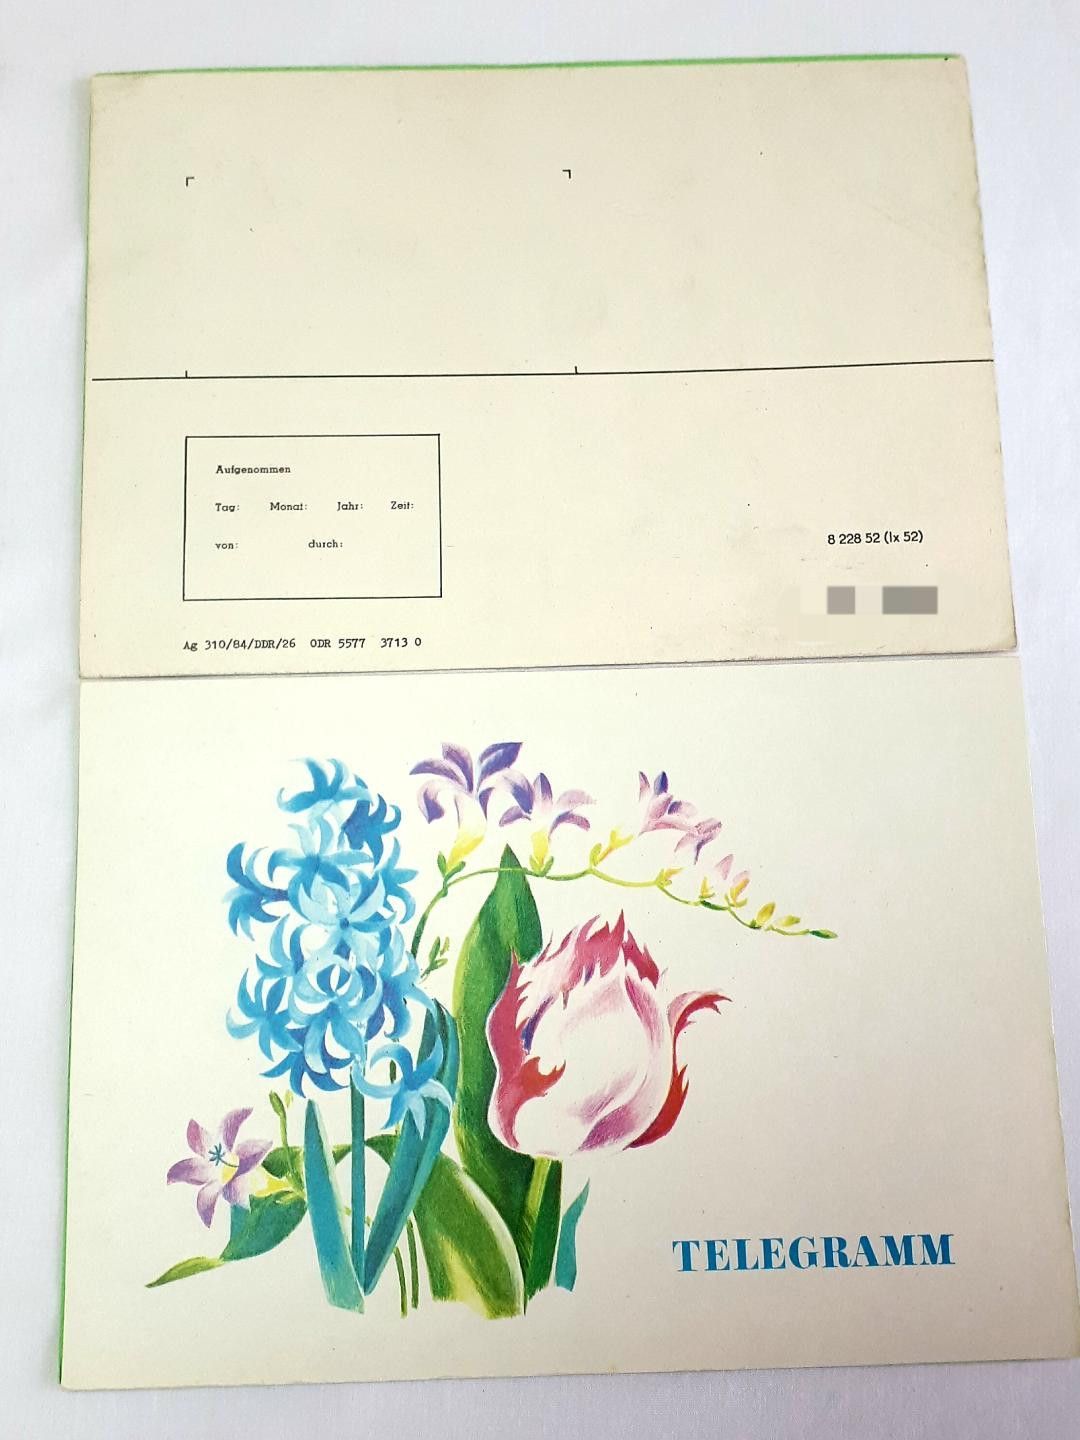 Aufgenommen
Tag: Monat: Jahr: Zeit:
von: durch:
8 228 52 (lx 52)
Ag 310/84/DDR/26 ODR 5577 3713 0
TELEGRAMM